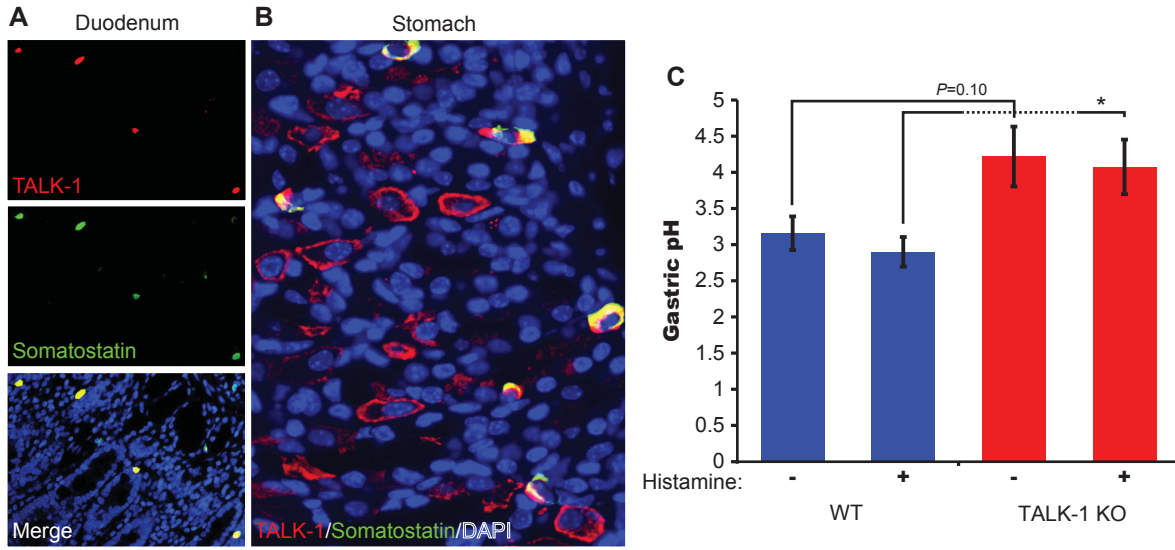 A
Duodenum
TALK-1
Somatostatin
Merge
B
Stomach
TALK-1/Somatostatin/DAPI
C
P=0.10
*
Gastric pH
5
4.5
4
3.5
3
2.5
2
1.5
1
0.5
0
Histamine: - + - +
WT TALK-1 KO